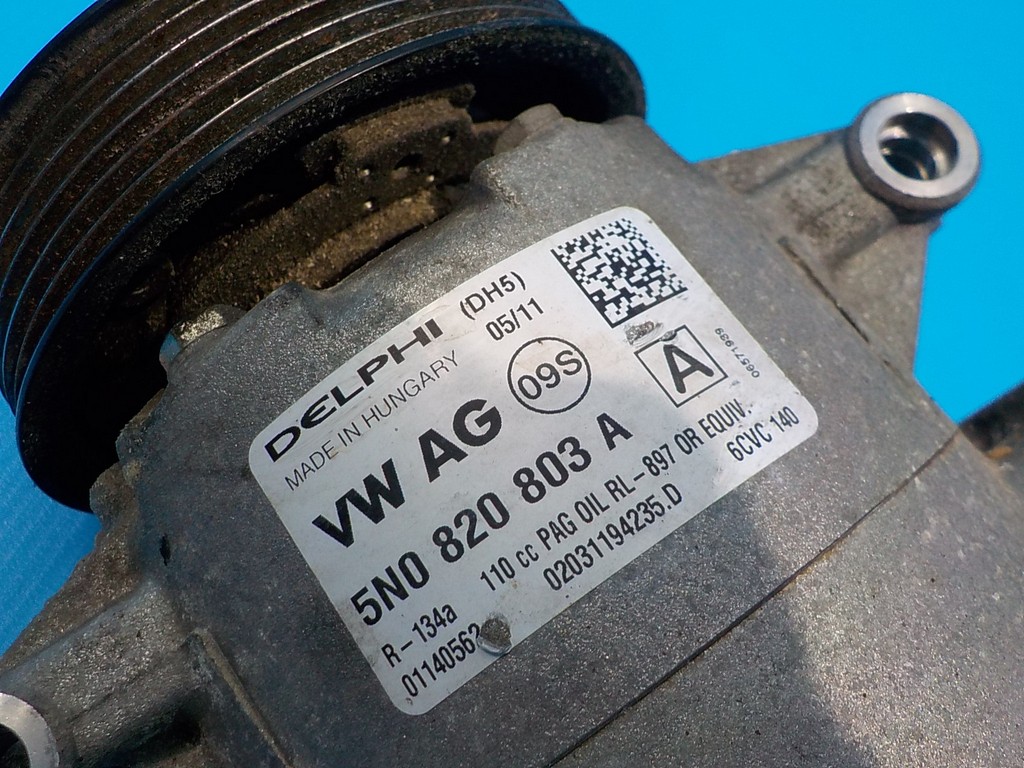 DELPHI (DH5)
MADE IN HUNGARY 05/11
VW AG 09S A
06571939
5N0 820 803 A
R-134a 110 cc PAG OIL RL-897 OR EQUIV.
01140562 02031194235.D 6CVC 140